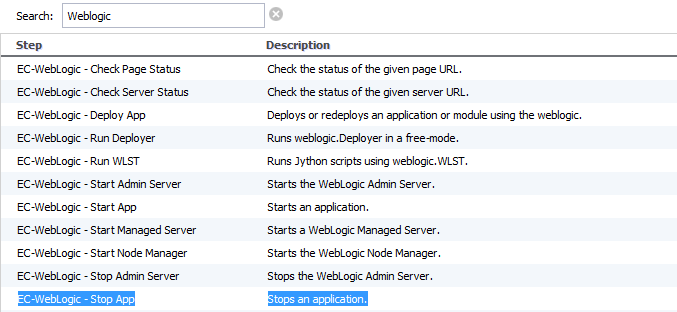 Search: Weblogic
Step Description
EC-WebLogic - Check Page Status Check the status of the given page URL.
EC-WebLogic - Check Server Status Check the status of the given server URL.
EC-WebLogic - Deploy App Deploys or redeploys an application or module using the weblogic.
EC-WebLogic - Run Deployer Runs weblogic.Deployer in a free-mode.
EC-WebLogic - Run WLST Runs Jython scripts using weblogic.WLST.
EC-WebLogic - Start Admin Server Starts the WebLogic Admin Server.
EC-WebLogic - Start App Starts an application.
EC-WebLogic - Start Managed Server Starts a WebLogic Managed Server.
EC-WebLogic - Start Node Manager Starts the WebLogic Node Manager.
EC-WebLogic - Stop Admin Server Stops the WebLogic Admin Server.
EC-WebLogic - Stop App Stops an application.